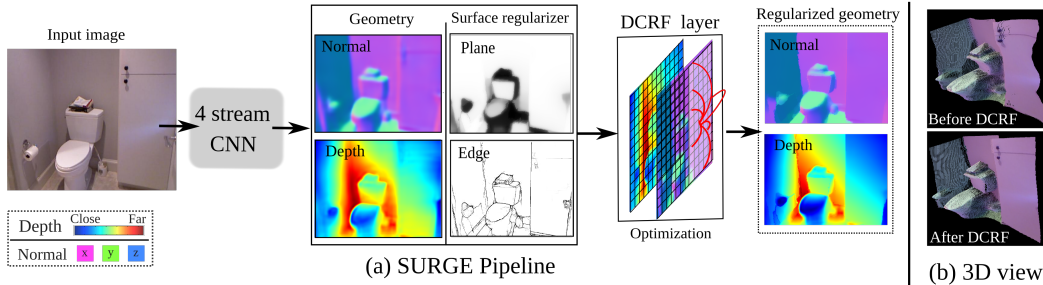 Input image
4 stream
CNN
Geometry
Surface regularizer
Normal
Plane
Depth
Edge
DCRF layer
Optimization
Regularized geometry
Normal
Depth
Before DCRF
After DCRF
Depth
Close
Far
Normal
x
y
z
(a) SURGE Pipeline
(b) 3D view